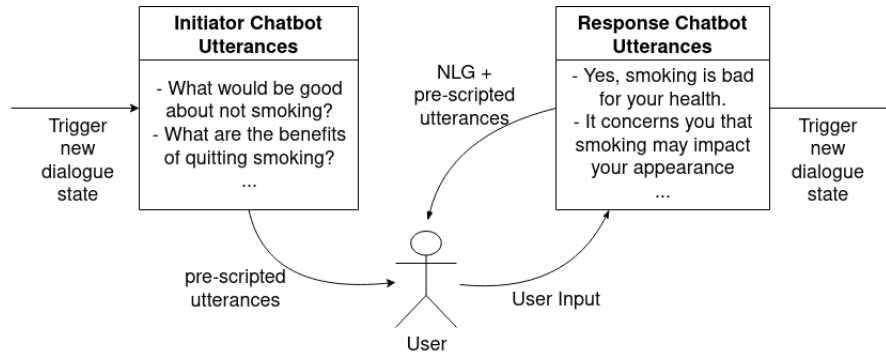 Initiator Chatbot
Utterances
- What would be good
about not smoking?
- What are the benefits
of quitting smoking?
...
Trigger
new
dialogue
state
pre-scripted
utterances
User
User Input
NLG +
pre-scripted
utterances
Response Chatbot
Utterances
- Yes, smoking is bad
for your health.
- It concerns you that
smoking may impact
your appearance
...
Trigger
new
dialogue
state